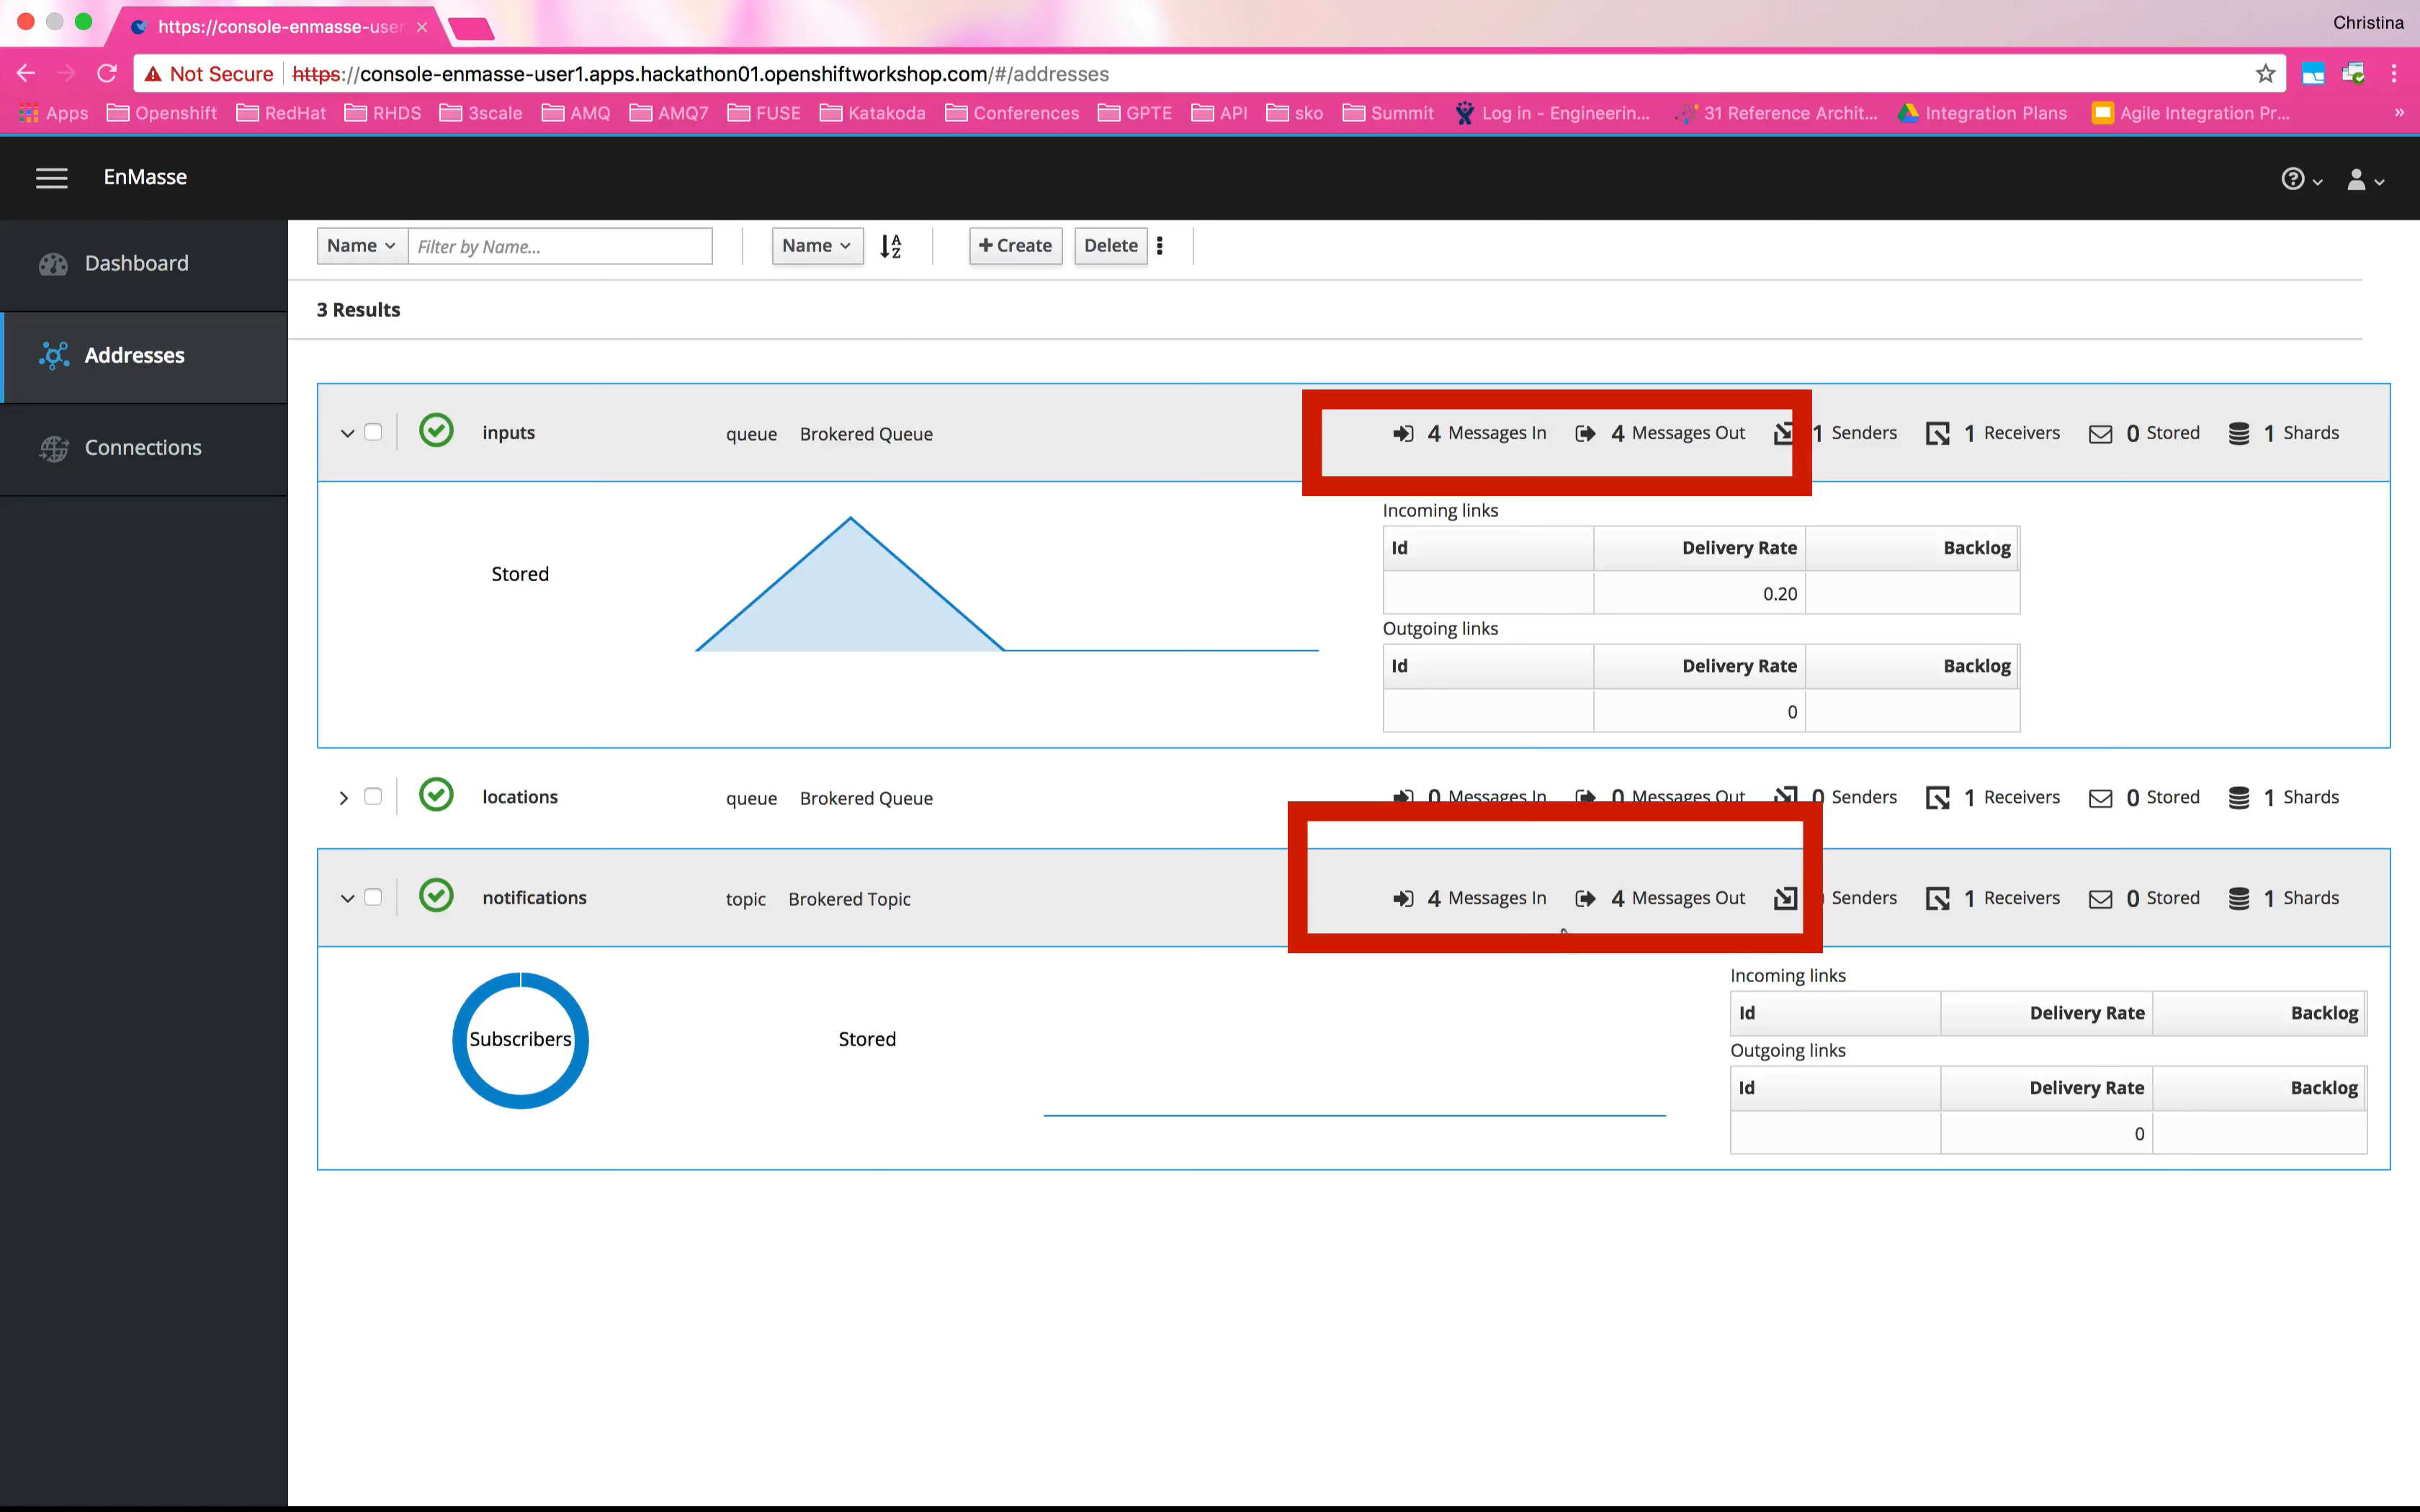 Christina
https://console-enmasse-user
Not Secure https://console-enmasse-user1.apps.hackathon01.openshiftworkshop.com/#/addresses
Apps Openshift RedHat RHDS 3scale AMQ AMQ7 FUSE Katakoda Conferences GPTE API sko Summit Log in - Engineerin... 31 Reference Archit... Integration Plans Agile Integration Pr... »
EnMasse
Dashboard
Addresses
Connections
Name Filter by Name... Name Create Delete
3 Results
inputs queue Brokered Queue 4 Messages In 4 Messages Out 1 Senders 1 Receivers 0 Stored 1 Shards
Stored
Incoming links
Id Delivery Rate Backlog
0.20
Outgoing links
Id Delivery Rate Backlog
0
locations queue Brokered Queue 0 Messages In 0 Messages Out 0 Senders 1 Receivers 0 Stored 1 Shards
notifications topic Brokered Topic 4 Messages In 4 Messages Out Senders 1 Receivers 0 Stored 1 Shards
Subscribers
Stored
Incoming links
Id Delivery Rate Backlog
Outgoing links
Id Delivery Rate Backlog
0